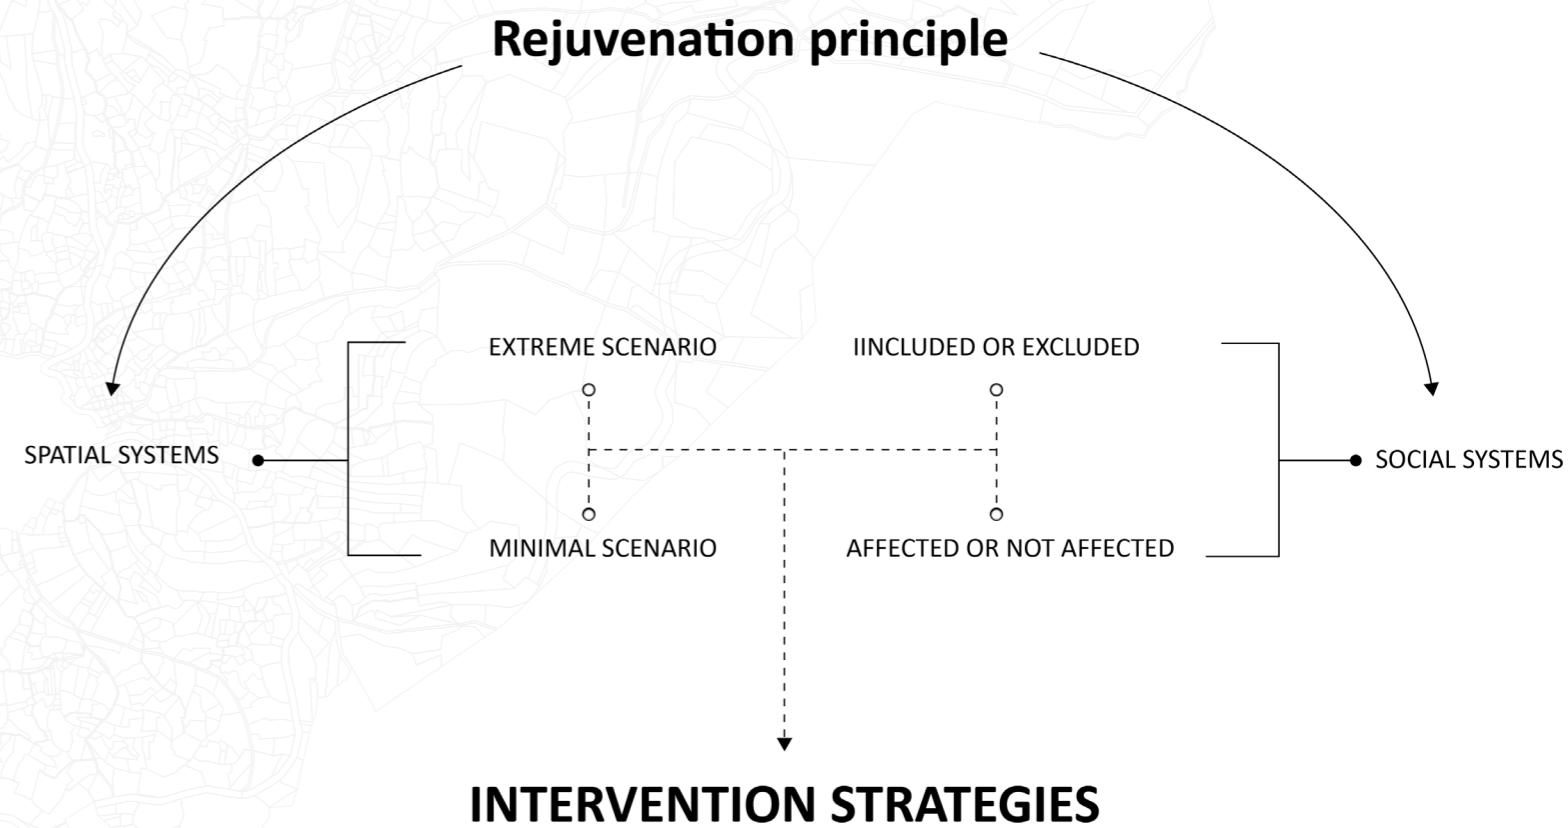 Rejuvenation principle
EXTREME SCENARIO
IINCLUDED OR EXCLUDED
SPATIAL SYSTEMS
SOCIAL SYSTEMS
MINIMAL SCENARIO
AFFECTED OR NOT AFFECTED
INTERVENTION STRATEGIES